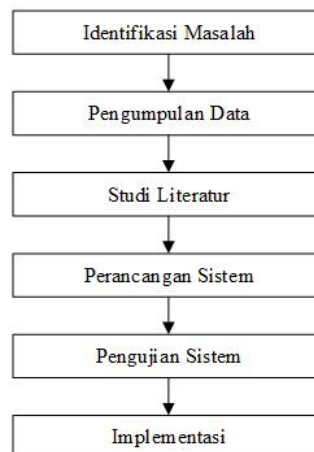 Identifikasi Masalah
Pengumpulan Data
Studi Literatur
Perancangan Sistem
Pengujian Sistem
Implementasi